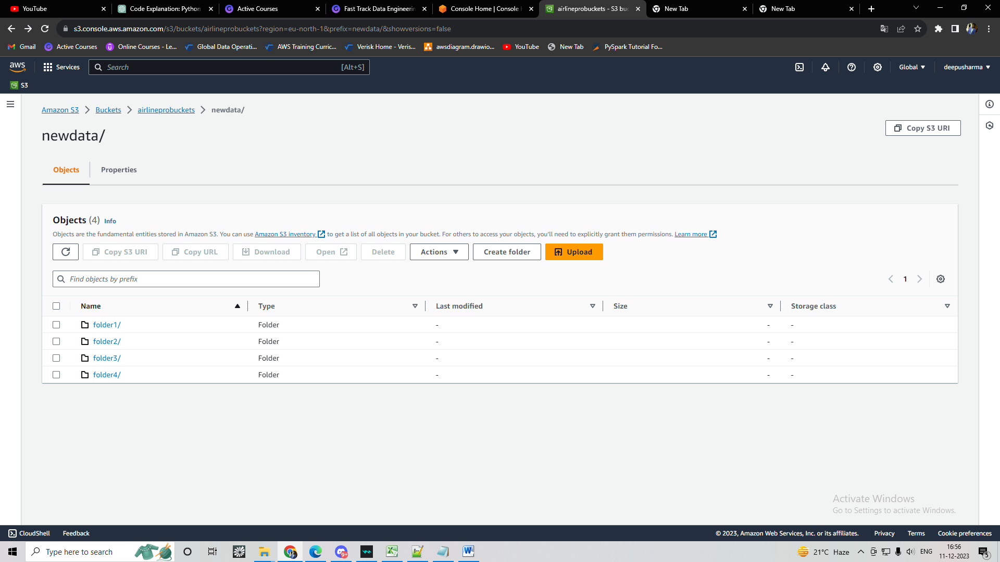 YouTube
Code Explanation: Python
Active Courses
Fast Track Data Engineerin
Console Home | Console H
airlineprobuckets - S3 buc
New Tab
New Tab
s3.console.aws.amazon.com/s3/buckets/airlineprobuckets?region=eu-north-1&prefix=newdata/&showversions=false
Gmail
Active Courses
Online Courses - Le...
Global Data Operati...
AWS Training Curric...
Verisk Home - Veris...
awsdiagram.drawio...
YouTube
New Tab
PySpark Tutorial Fo...
aws
Services
Search
[Alt+S]
Global
deepusharma
S3
Amazon S3 > Buckets > airlineprobuckets > newdata/
newdata/
Copy S3 URI
Objects
Properties
Objects (4) Info
Objects are the fundamental entities stored in Amazon S3. You can use Amazon S3 inventory to get a list of all objects in your bucket. For others to access your objects, you'll need to explicitly grant them permissions. Learn more
Copy S3 URI
Copy URL
Download
Open
Delete
Actions
Create folder
Upload
Find objects by prefix
1
Name Type Last modified Size Storage class
folder1/ Folder - - -
folder2/ Folder - - -
folder3/ Folder - - -
folder4/ Folder - - -
Activate Windows
Go to Settings to activate Windows.
CloudShell
Feedback
© 2023, Amazon Web Services, Inc. or its affiliates.
Privacy
Terms
Cookie preferences
Type here to search
9+
21°C Haze
ENG
16:56
11-12-2023
5